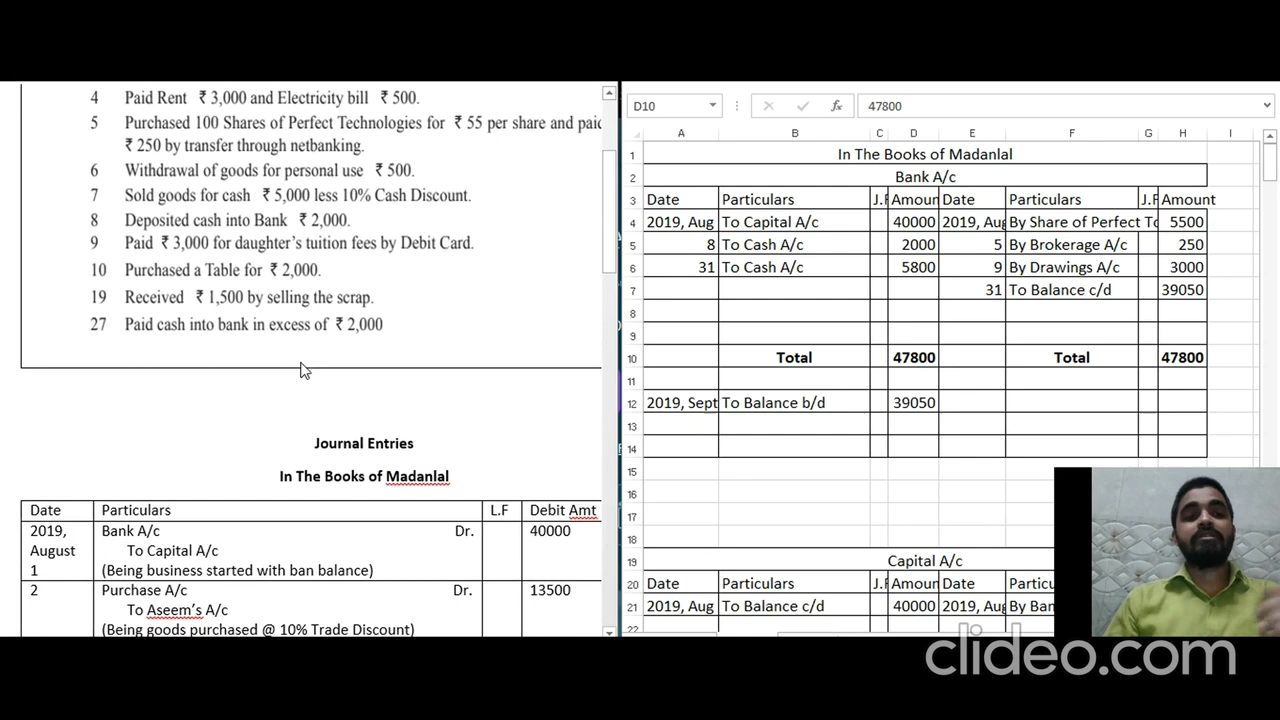 4 Paid Rent ₹ 3,000 and Electricity bill ₹ 500.
5 Purchased 100 Shares of Perfect Technologies for ₹ 55 per share and paid
₹ 250 by transfer through netbanking.
6 Withdrawal of goods for personal use ₹ 500.
7 Sold goods for cash ₹ 5,000 less 10% Cash Discount.
8 Deposited cash into Bank ₹ 2,000.
9 Paid ₹ 3,000 for daughter's tuition fees by Debit Card.
10 Purchased a Table for ₹ 2,000.
19 Received ₹ 1,500 by selling the scrap.
27 Paid cash into bank in excess of ₹ 2,000
Journal Entries
In The Books of Madanlal
Date Particulars L.F Debit Amt
2019, Bank A/c Dr. 40000
August To Capital A/c
1 (Being business started with ban balance)
2 Purchase A/c Dr. 13500
To Aseem's A/c
(Being goods purchased @ 10% Trade Discount)
D10 fx 47800
A B C D E F G H I
1 In The Books of Madanlal
2 Bank A/c
3 Date Particulars J.F Amoun Date Particulars J.F Amount
4 2019, Aug To Capital A/c 40000 2019, Aug By Share of Perfect To 5500
5 8 To Cash A/c 2000 5 By Brokerage A/c 250
6 31 To Cash A/c 5800 9 By Drawings A/c 3000
7 31 To Balance c/d 39050
8
9
10 Total 47800 Total 47800
11
12 2019, Sept To Balance b/d 39050
13
14
15
16
17
18
19 Capital A/c
20 Date Particulars J.F Amoun Date Particu
21 2019, Aug To Balance c/d 40000 2019, Aug By Ban
22
clideo.com